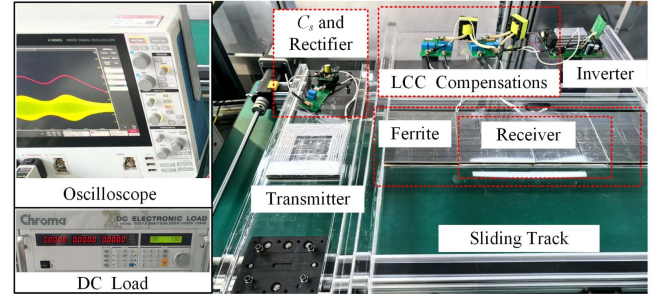 Oscilloscope
Chroma
DC ELECTRONIC LOAD
DC Load
Cs and
Rectifier
LCC Compensations
Inverter
Ferrite
Receiver
Transmitter
Sliding Track